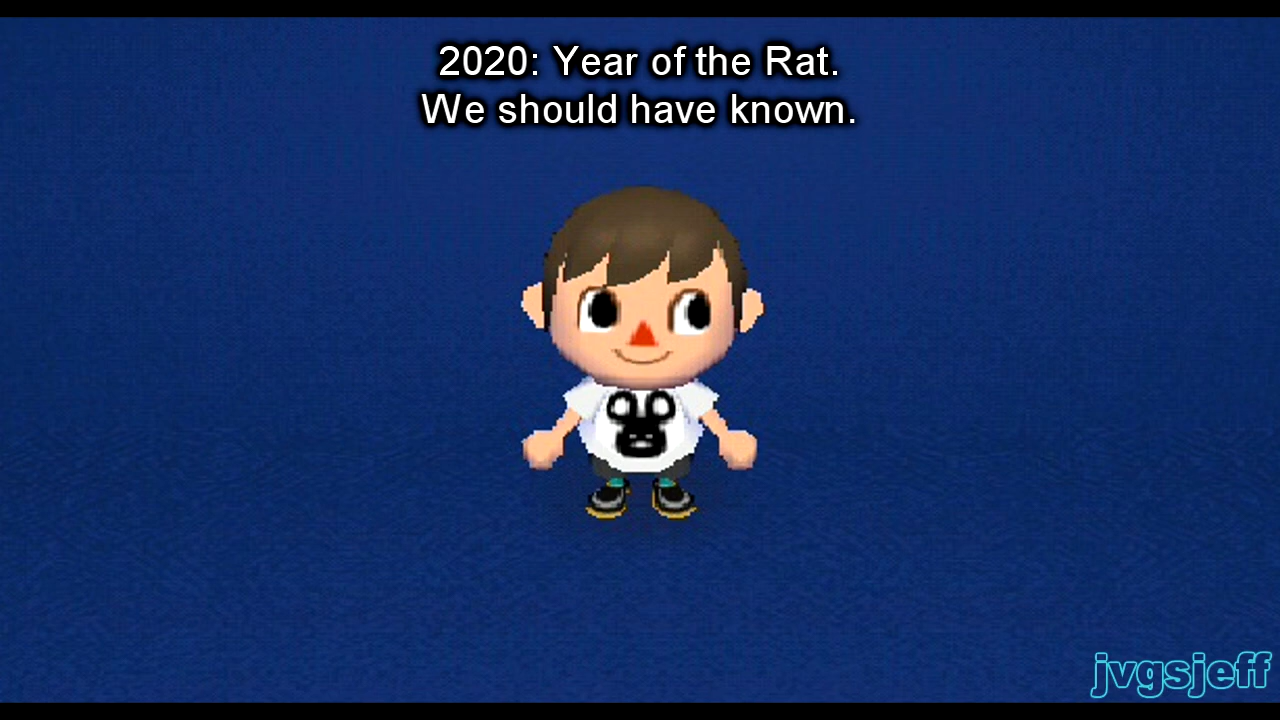 2020: Year of the Rat.
We should have known.
jvgsjeff